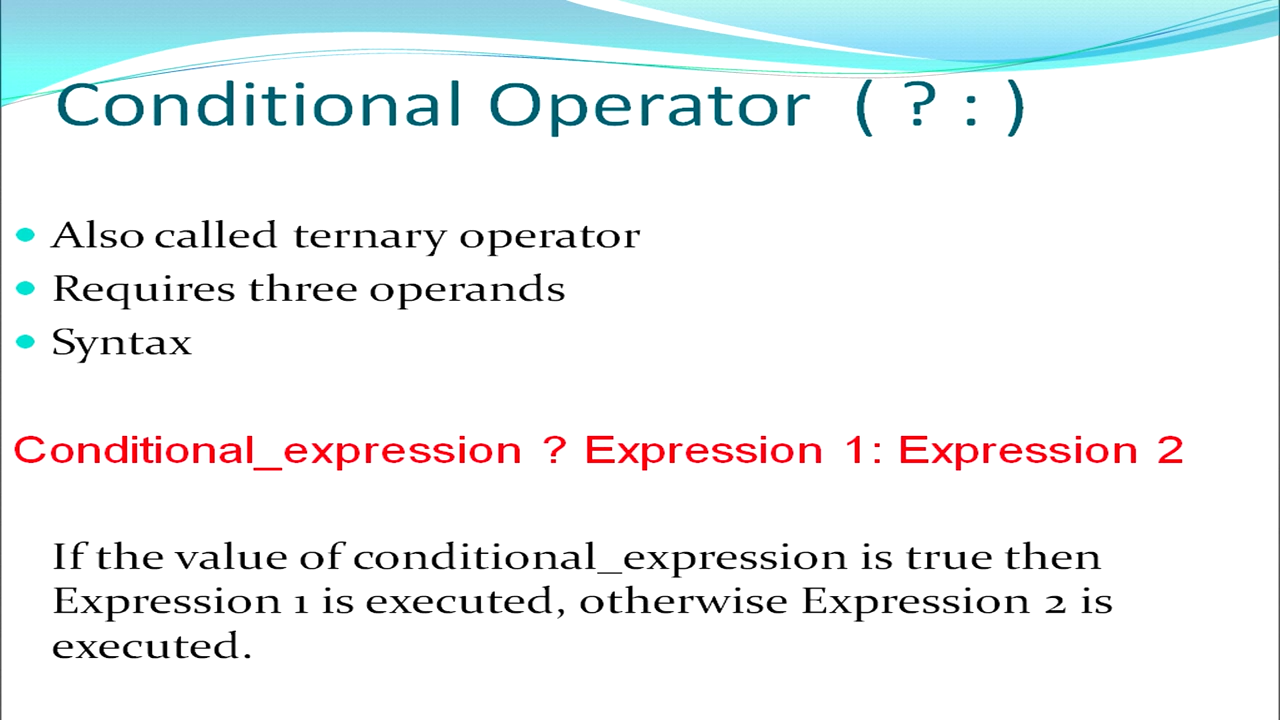 Conditional Operator ( ? : )
Also called ternary operator
Requires three operands
Syntax
Conditional_expression ? Expression 1: Expression 2
If the value of conditional_expression is true then
Expression 1 is executed, otherwise Expression 2 is
executed.